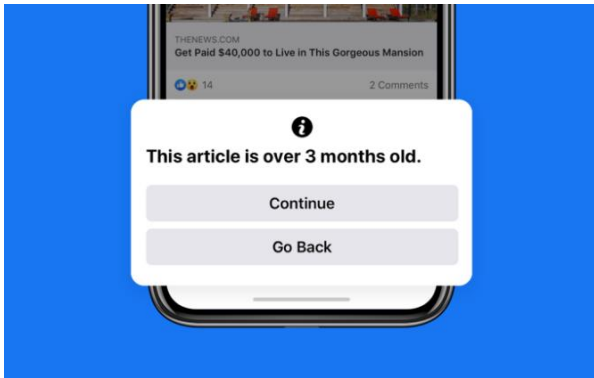 THENEWS.COM
Get Paid $40,000 to Live in This Gorgeous Mansion
14 2 Comments
This article is over 3 months old.
Continue
Go Back